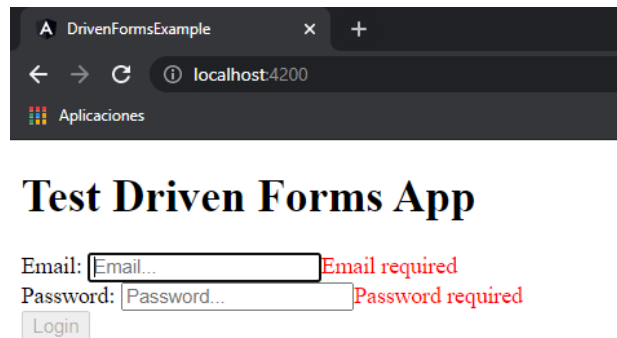 DrivenFormsExample
localhost:4200
Aplicaciones
Test Driven Forms App
Email: Email... Email required
Password: Password... Password required
Login